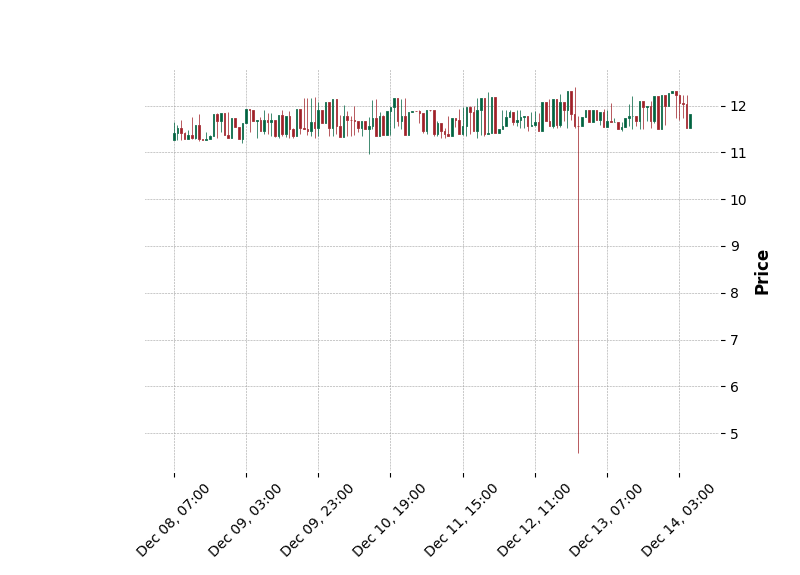 12
11
10
9
8
7
6
5
Price
Dec 08, 07:00
Dec 09, 03:00
Dec 09, 23:00
Dec 10, 19:00
Dec 11, 15:00
Dec 12, 11:00
Dec 13, 07:00
Dec 14, 03:00